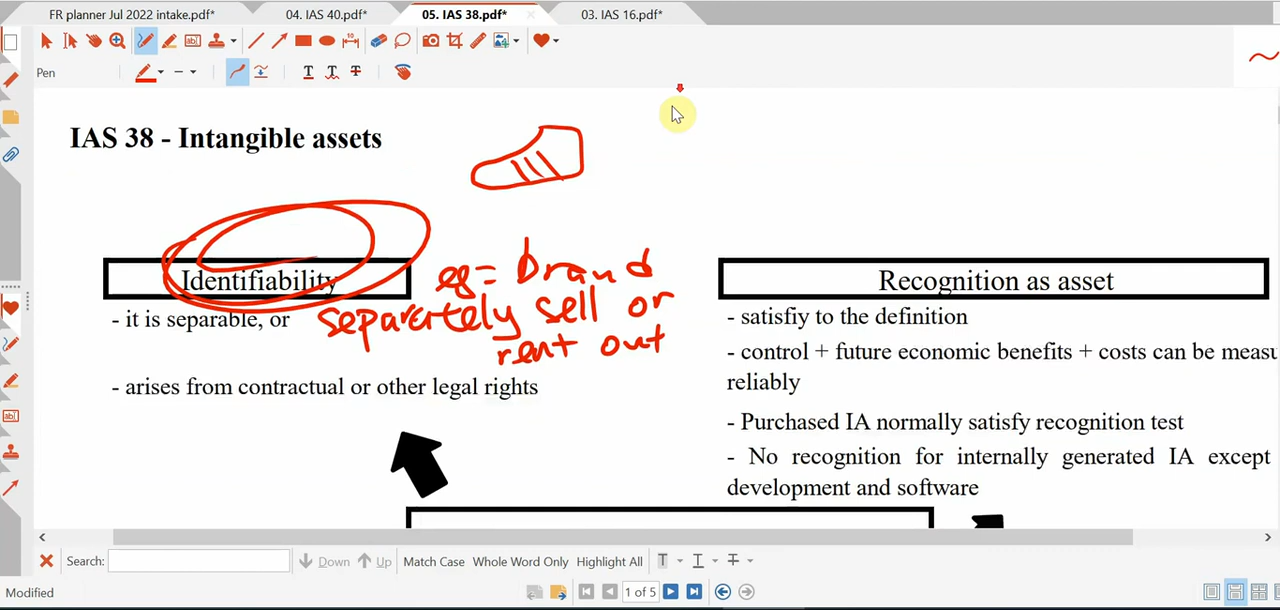 FR planner Jul 2022 intake.pdf* 04. IAS 40.pdf* 05. IAS 38.pdf* 03. IAS 16.pdf*
Pen
IAS 38 - Intangible assets
Identifiability
eg = brand
- it is separable, or
separately sell or
rent out
- arises from contractual or other legal rights
Recognition as asset
- satisfiy to the definition
- control + future economic benefits + costs can be measu
reliably
- Purchased IA normally satisfy recognition test
- No recognition for internally generated IA except
development and software
Search: Down Up Match Case Whole Word Only Highlight All
Modified
1 of 5